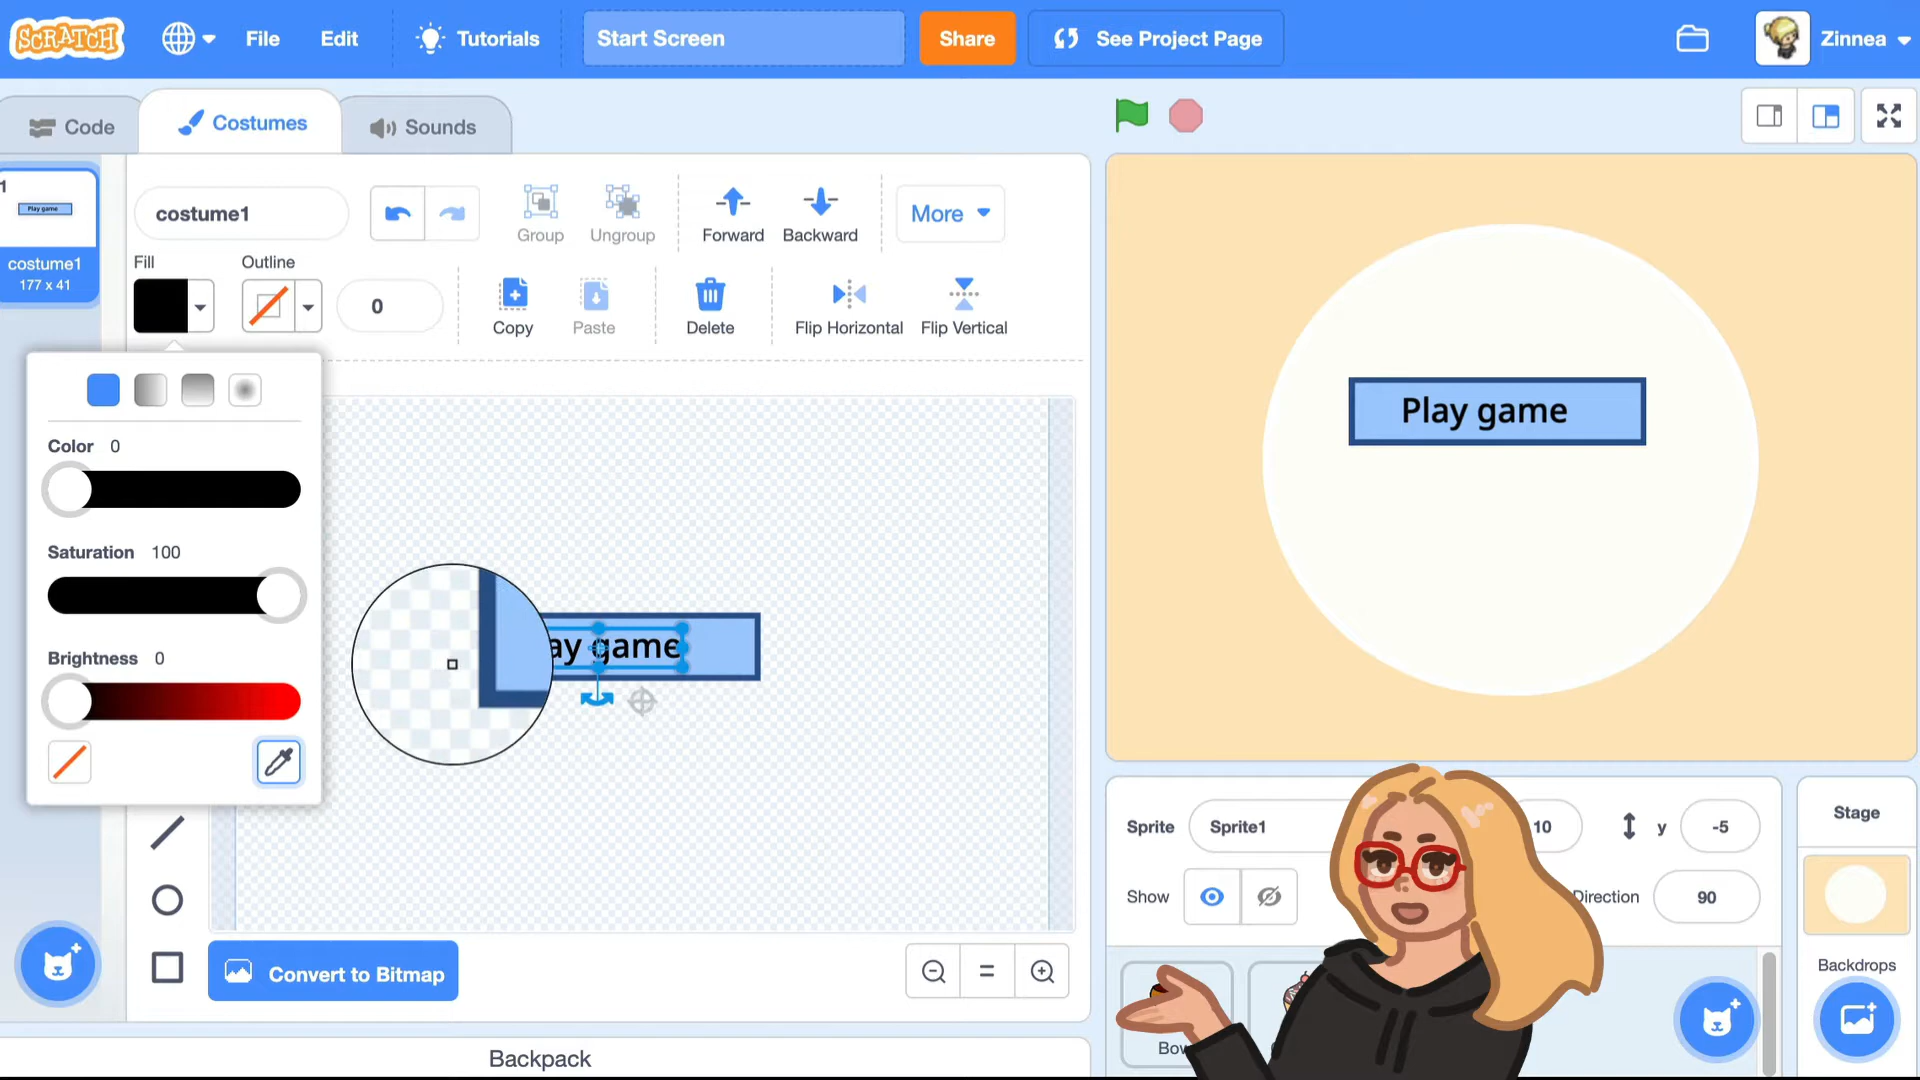 SCRATCH
File
Edit
Tutorials
Start Screen
Share
See Project Page
Zinnea
Code
Costumes
Sounds
1
Play game
costume1
177 x 41
costume1
Group
Ungroup
Forward
Backward
More
Fill
Outline
0
Copy
Paste
Delete
Flip Horizontal
Flip Vertical
Color 0
Saturation 100
Brightness 0
ay game
Convert to Bitmap
Backpack
Play game
Sprite
Sprite1
10
y
-5
Show
Direction
90
Stage
Backdrops